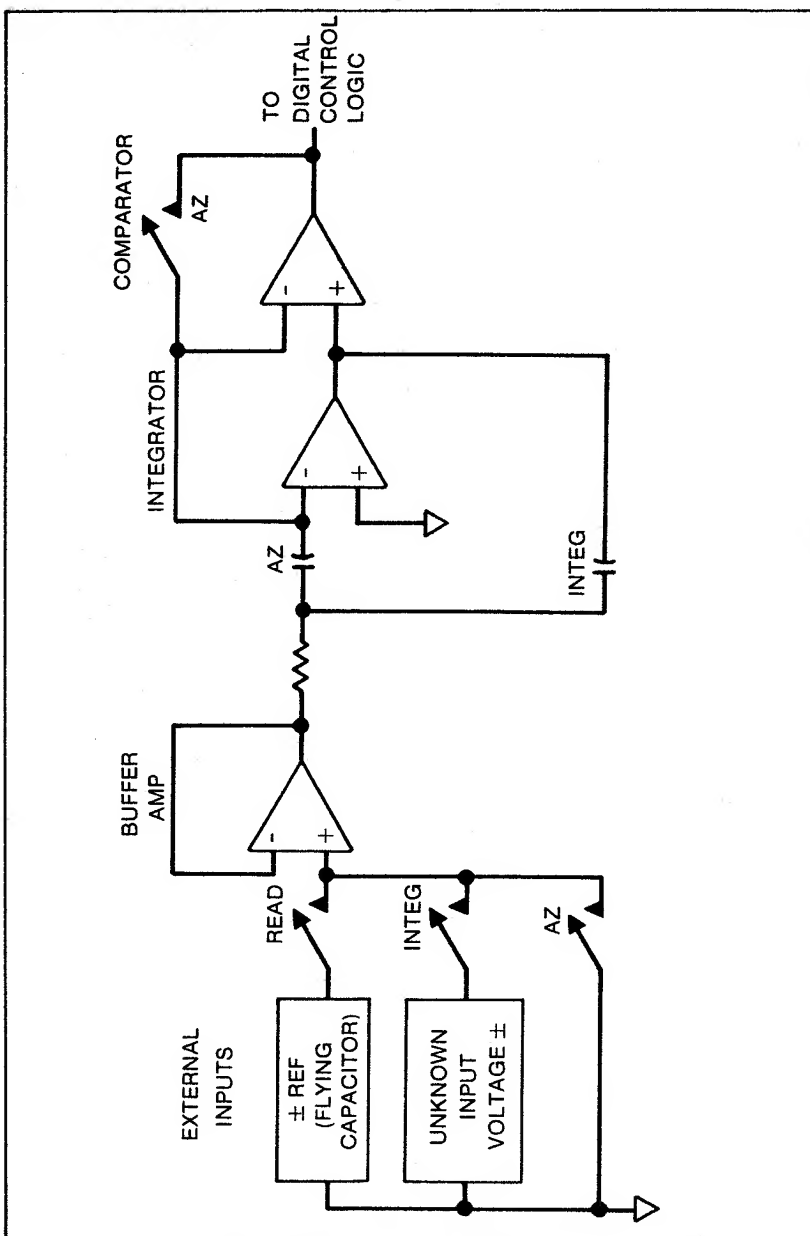 EXTERNAL
INPUTS
± REF
(FLYING
CAPACITOR)
UNKNOWN
INPUT
VOLTAGE ±
READ
INTEG
AZ
BUFFER
AMP
-
+
AZ
INTEG
INTEGRATOR
-
+
COMPARATOR
AZ
-
+
TO
DIGITAL
CONTROL
LOGIC